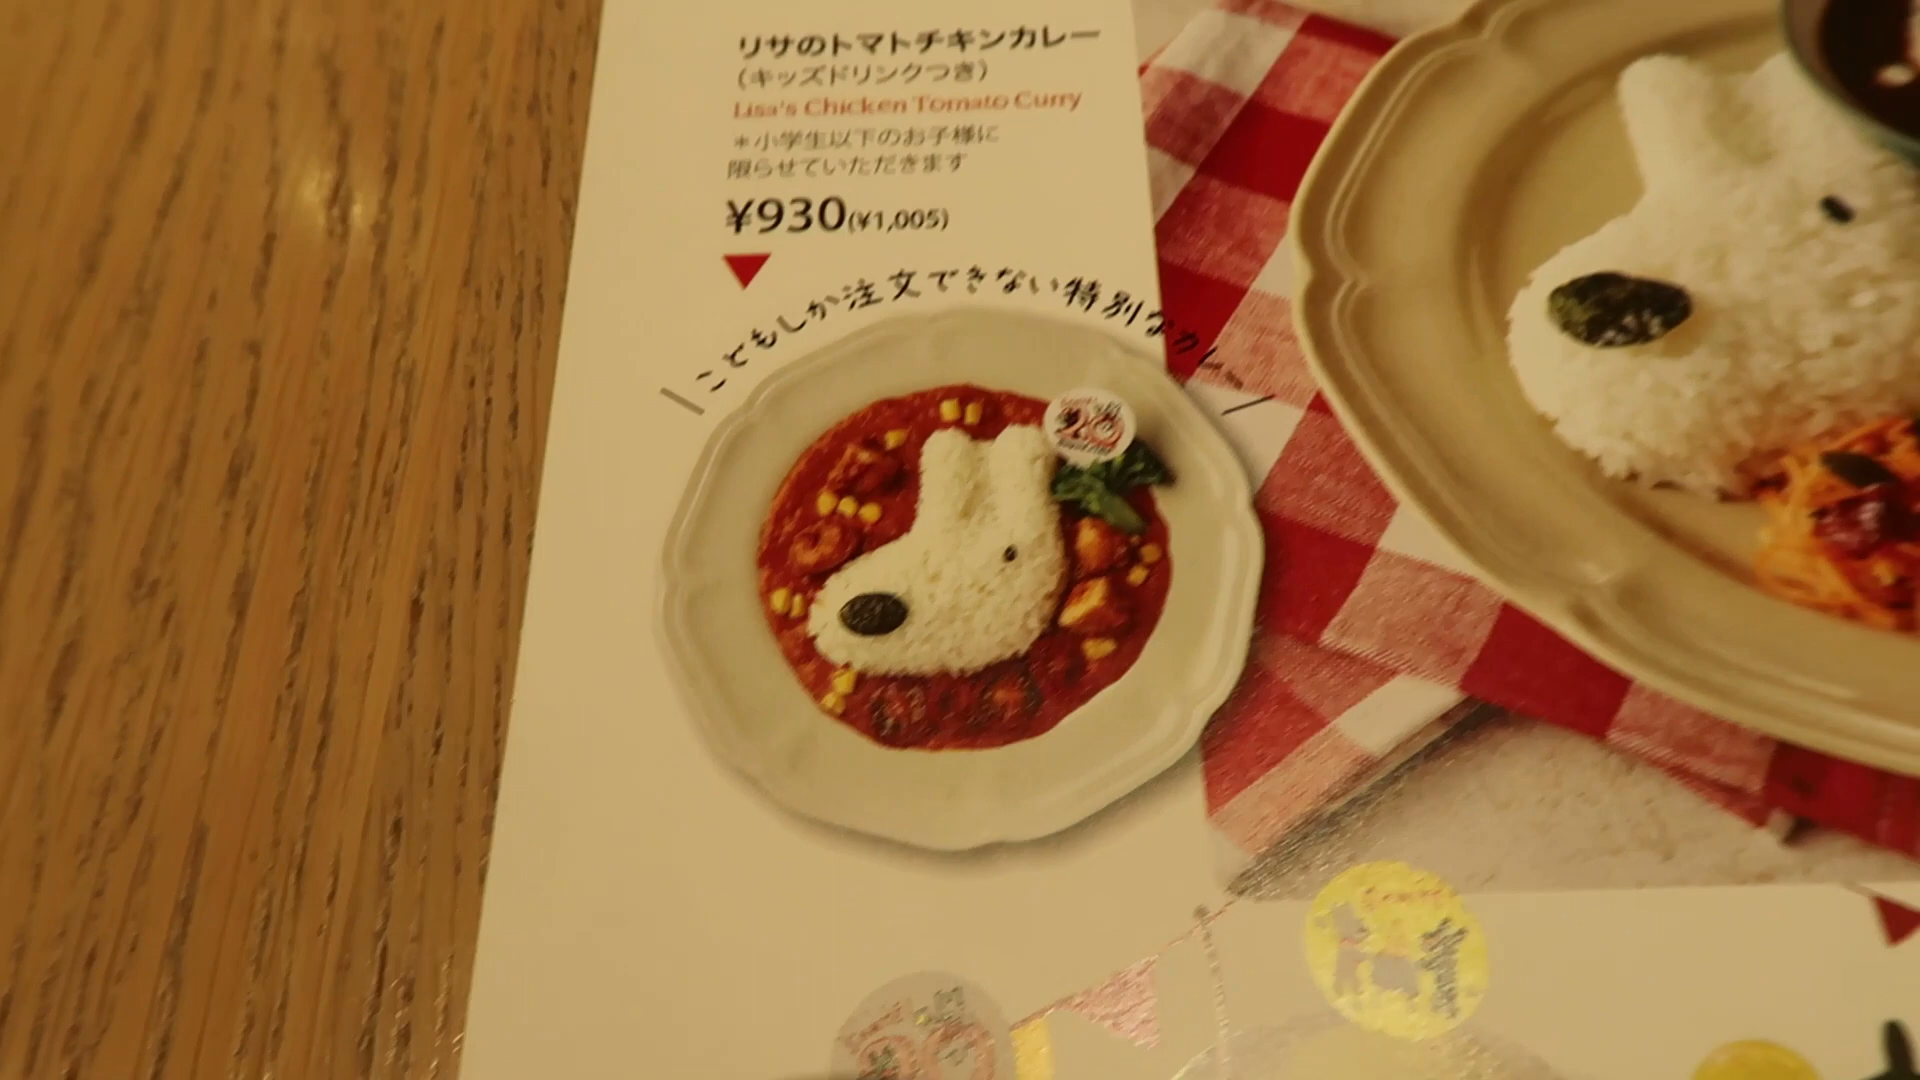 リサのトマトチキンカレー
（キッズドリンクつき）
Lisa's Chicken Tomato Curry
＊小学生以下のお子様に
限らせていただきます
¥930(¥1,005)
こどもしか注文できない特別なカレー